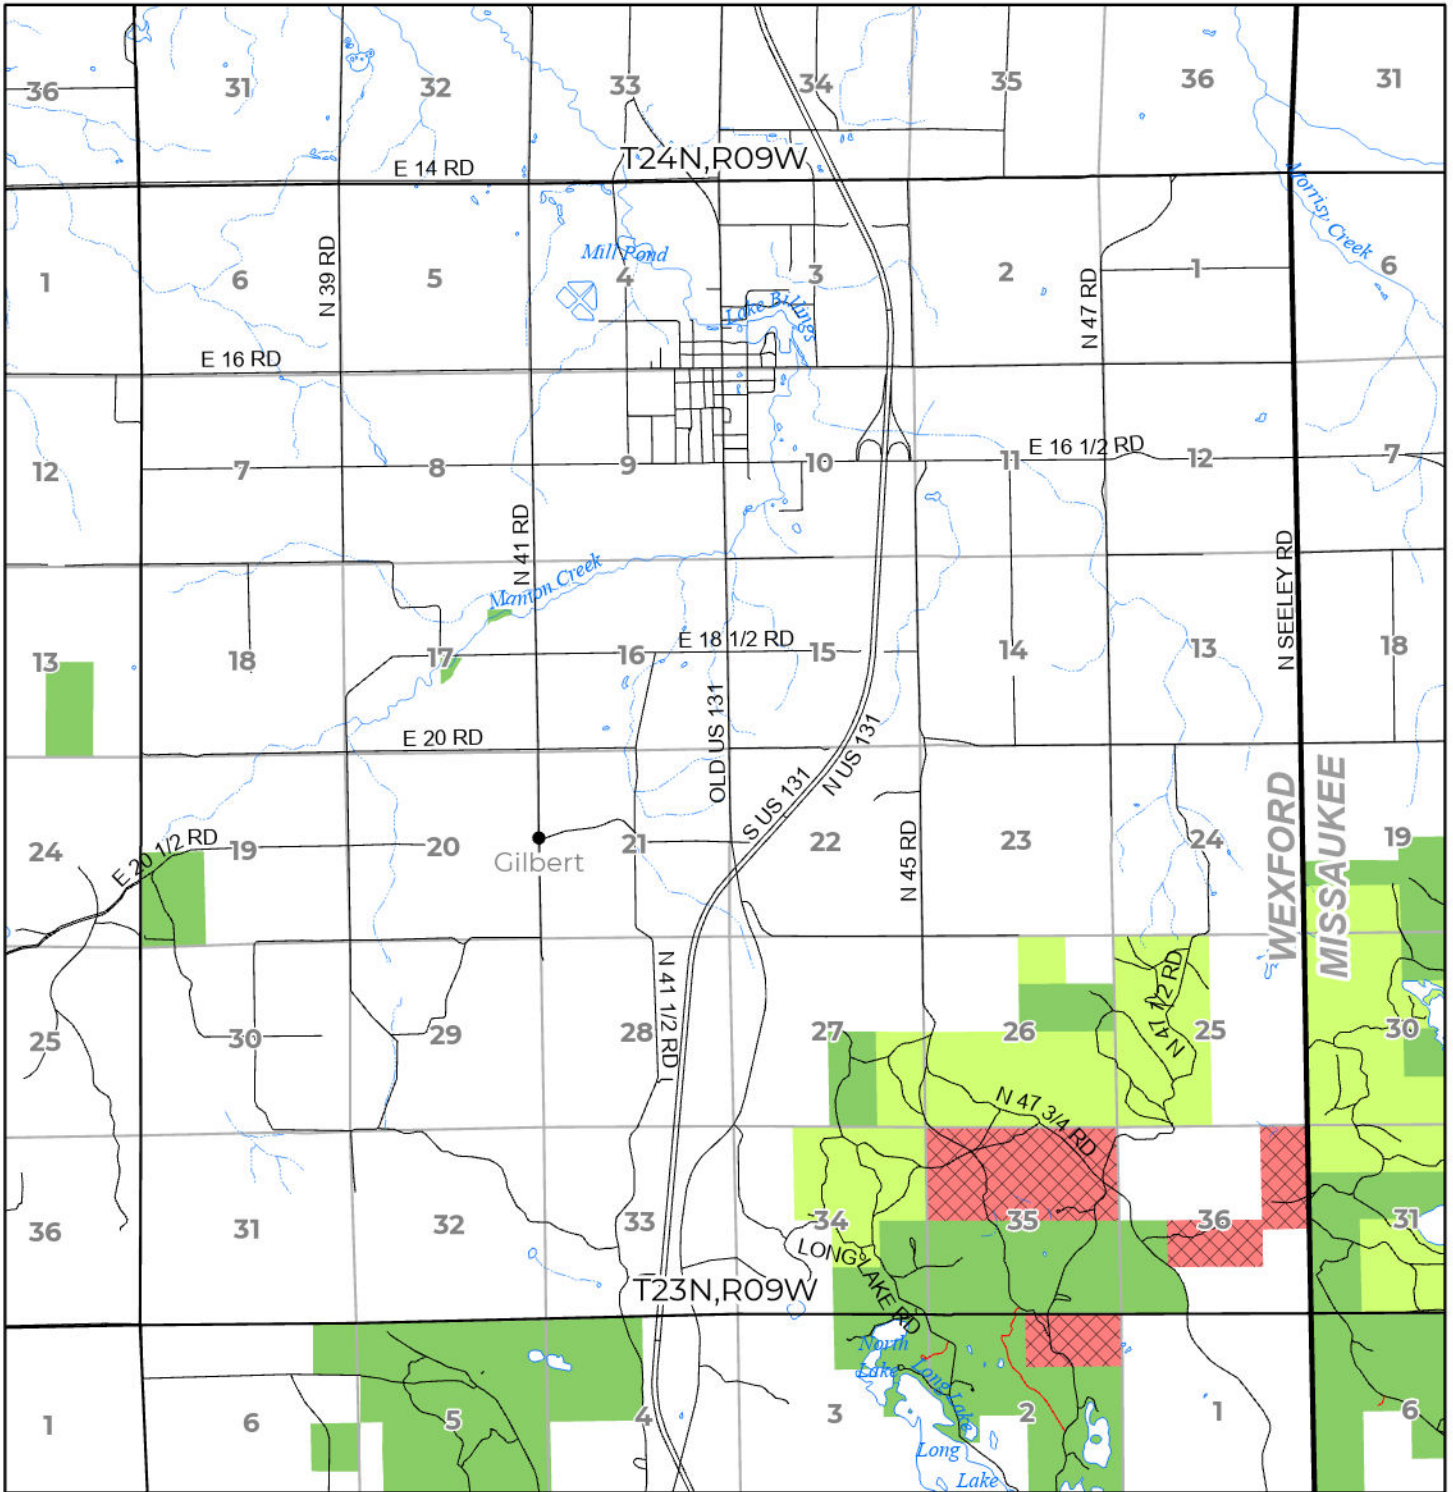 36
31
32
33
34
35
36
31
T24N,R09W
E 14 RD
Morrisy Creek
1
6
N 39 RD
5
Mill Pond
4
3
2
N 47 RD
1
6
Lake Billings
E 16 RD
E 16 1/2 RD
12
7
8
9
10
11
12
7
N 41 RD
Manton Creek
N SEELEY RD
E 18 1/2 RD
13
18
17
16
15
14
13
18
OLD US 131
E 20 RD
S US 131
N US 131
WEXFORD
MISSAUKEE
E 20 1/2 RD
24
19
20
Gilbert
21
22
N 45 RD
23
24
19
N 41 1/2 RD
N 47 1/2 RD
25
30
29
28
27
26
25
30
N 47 3/4 RD
36
31
32
33
34
35
36
31
LONG LAKE RD
T23N,R09W
North
Lake
Long Lake
1
6
5
4
3
2
1
6
Long
Lake